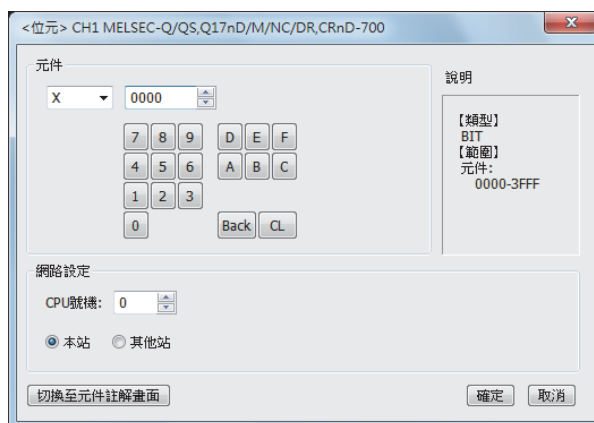 <位元> CH1 MELSEC-Q/QS,Q17nD/M/NC/DR,CRnD-700
元件
X 0000
7 8 9 D E F
4 5 6 A B C
1 2 3
0 Back CL
說明
【類型】
BIT
【範圍】
元件:
0000-3FFF
網路設定
CPU號機: 0
本站 其他站
切換至元件註解畫面 確定 取消